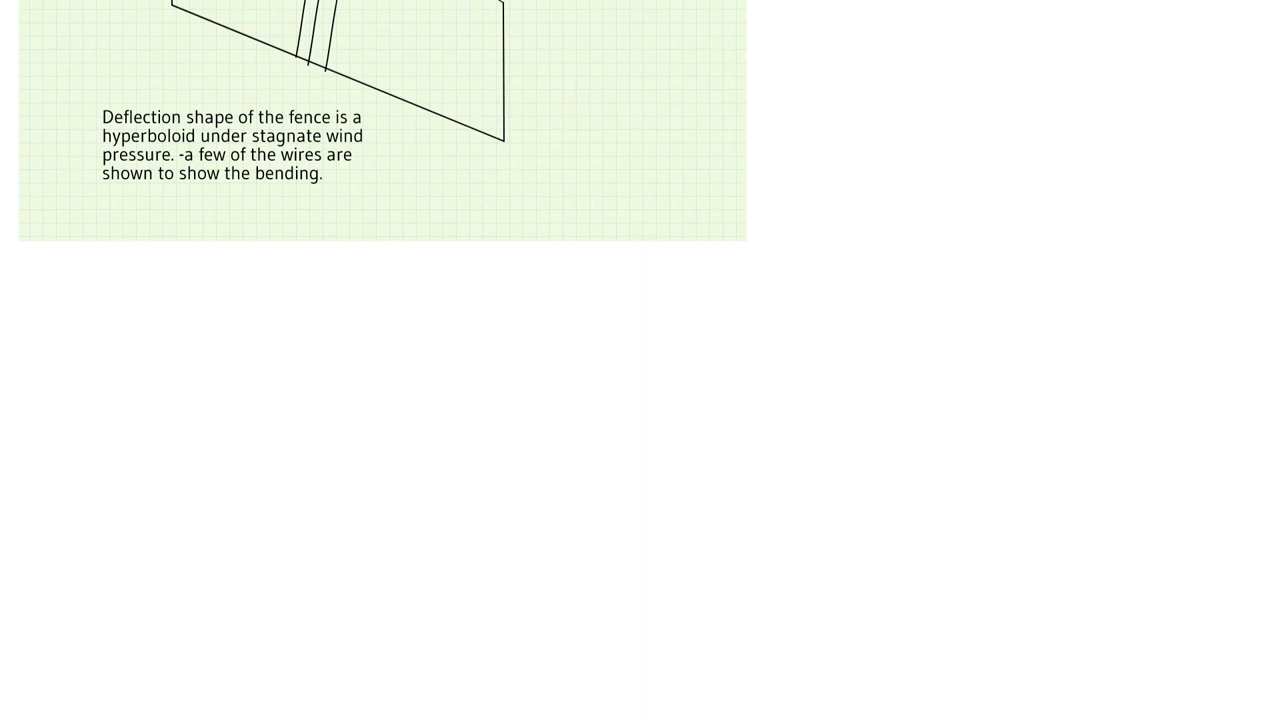 Deflection shape of the fence is a
hyperboloid under stagnate wind
pressure. -a few of the wires are
shown to show the bending.